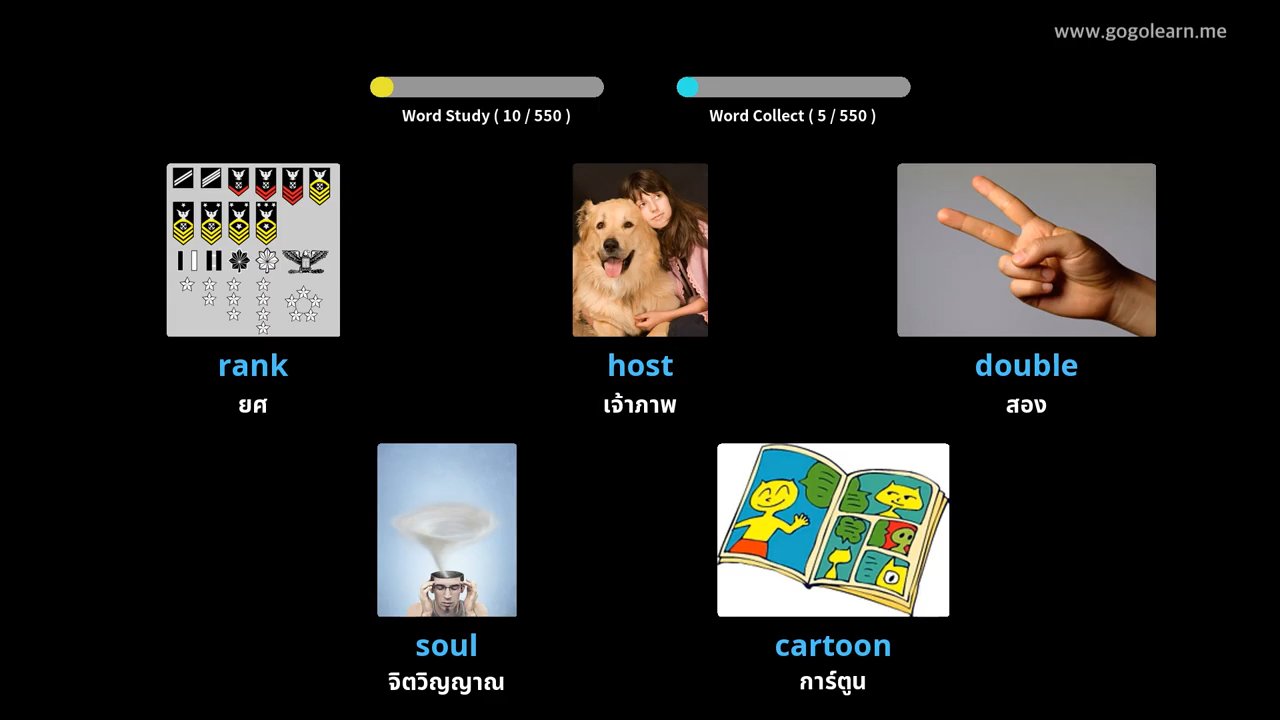 www.gogolearn.me
Word Study ( 10 / 550 )
Word Collect ( 5 / 550 )
rank
ยศ
host
เจ้าภาพ
double
สอง
soul
จิตวิญญาณ
cartoon
การ์ตูน